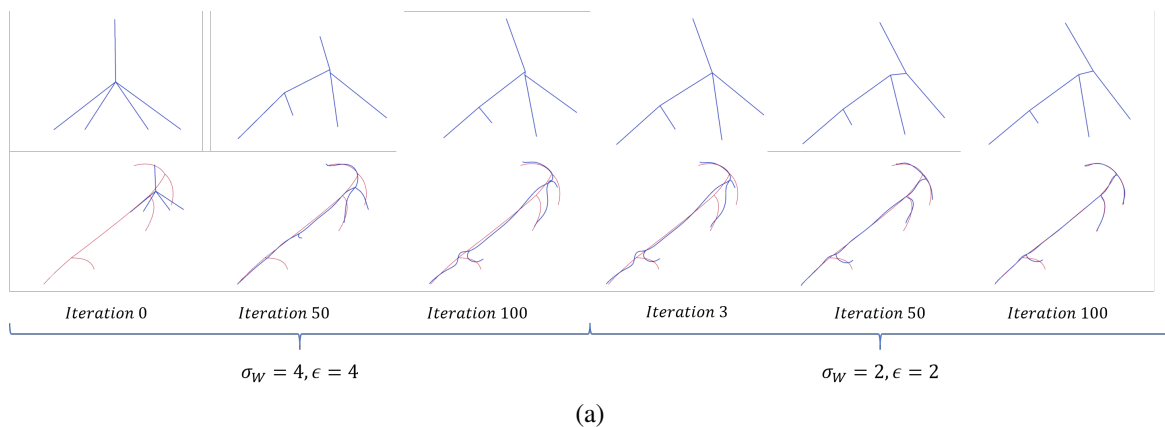 Iteration 0 Iteration 50 Iteration 100 Iteration 3 Iteration 50 Iteration 100
σ_W = 4, ϵ = 4 σ_W = 2, ϵ = 2
(a)